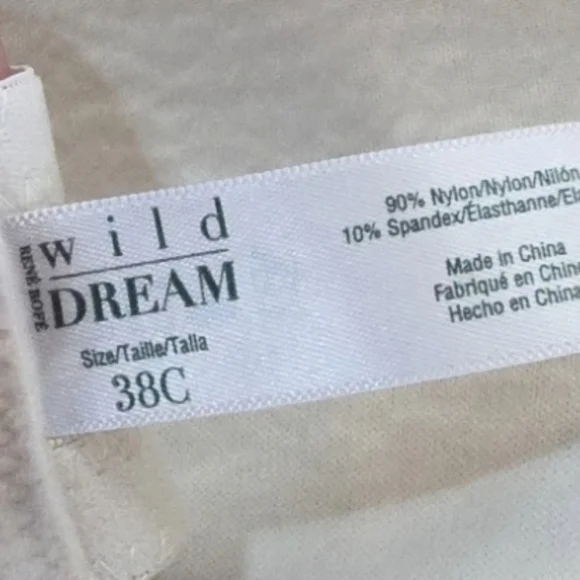 RENÉ ROFÉ
wild
DREAM
Size/Taille/Talla
38C
90% Nylon/Nylon/Nilón
10% Spandex/Élasthanne/
Made in China
Fabriqué en Chine
Hecho en China